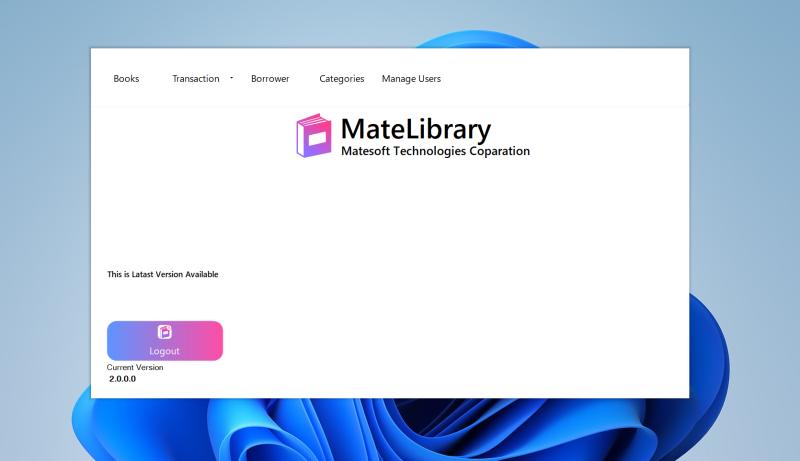 Books Transaction Borrower Categories Manage Users
MateLibrary
Matesoft Technologies Coparation
This is Latast Version Available
Logout
Current Version
2.0.0.0